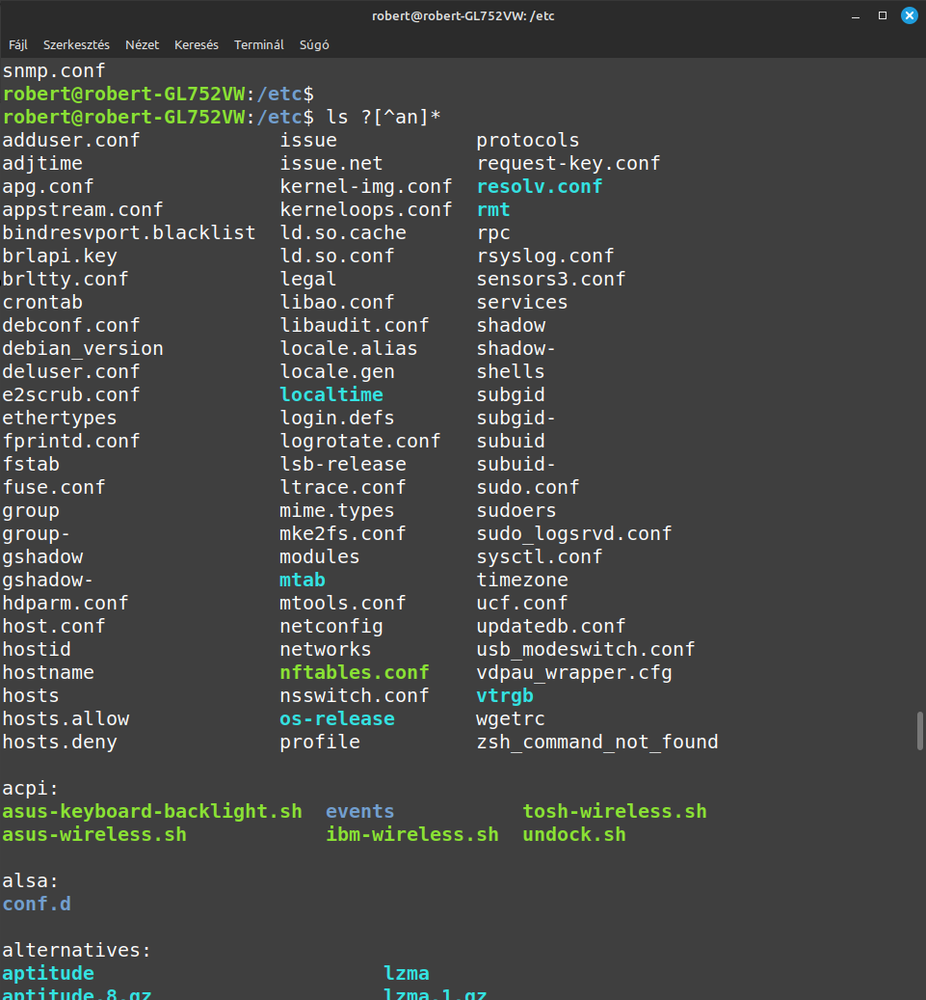 robert@robert-GL752VW: /etc
Fájl Szerkesztés Nézet Keresés Terminál Súgó
snmp.conf
robert@robert-GL752VW:/etc$
robert@robert-GL752VW:/etc$ ls ?[^an]*
adduser.conf issue protocols
adjtime issue.net request-key.conf
apg.conf kernel-img.conf resolv.conf
appstream.conf kerneloops.conf rmt
bindresvport.blacklist ld.so.cache rpc
brlapi.key ld.so.conf rsyslog.conf
brltty.conf legal sensors3.conf
crontab libao.conf services
debconf.conf libaudit.conf shadow
debian_version locale.alias shadow-
deluser.conf locale.gen shells
e2scrub.conf localtime subgid
ethertypes login.defs subgid-
fprintd.conf logrotate.conf subuid
fstab lsb-release subuid-
fuse.conf ltrace.conf sudo.conf
group mime.types sudoers
group- mke2fs.conf sudo_logsrvd.conf
gshadow modules sysctl.conf
gshadow- mtab timezone
hdparm.conf mtools.conf ucf.conf
host.conf netconfig updatedb.conf
hostid networks usb_modeswitch.conf
hostname nftables.conf vdpau_wrapper.cfg
hosts nsswitch.conf vtrgb
hosts.allow os-release wgetrc
hosts.deny profile zsh_command_not_found
acpi:
asus-keyboard-backlight.sh events tosh-wireless.sh
asus-wireless.sh ibm-wireless.sh undock.sh
alsa:
conf.d
alternatives:
aptitude lzma
aptitude.8.gz lzma.1.gz